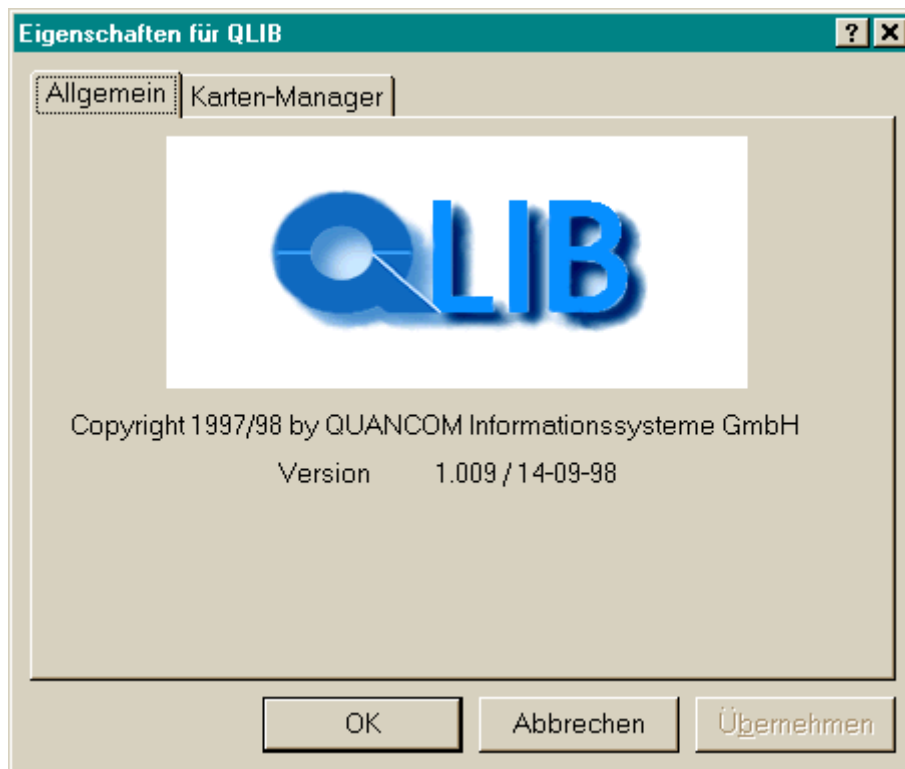 Eigenschaften für QLIB
Allgemein
Karten-Manager
QLIB
Copyright 1997/98 by QUANCOM Informationssysteme GmbH
Version 1.009 / 14-09-98
OK
Abbrechen
Übernehmen